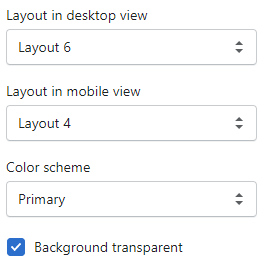 Layout in desktop view
Layout 6
Layout in mobile view
Layout 4
Color scheme
Primary
Background transparent